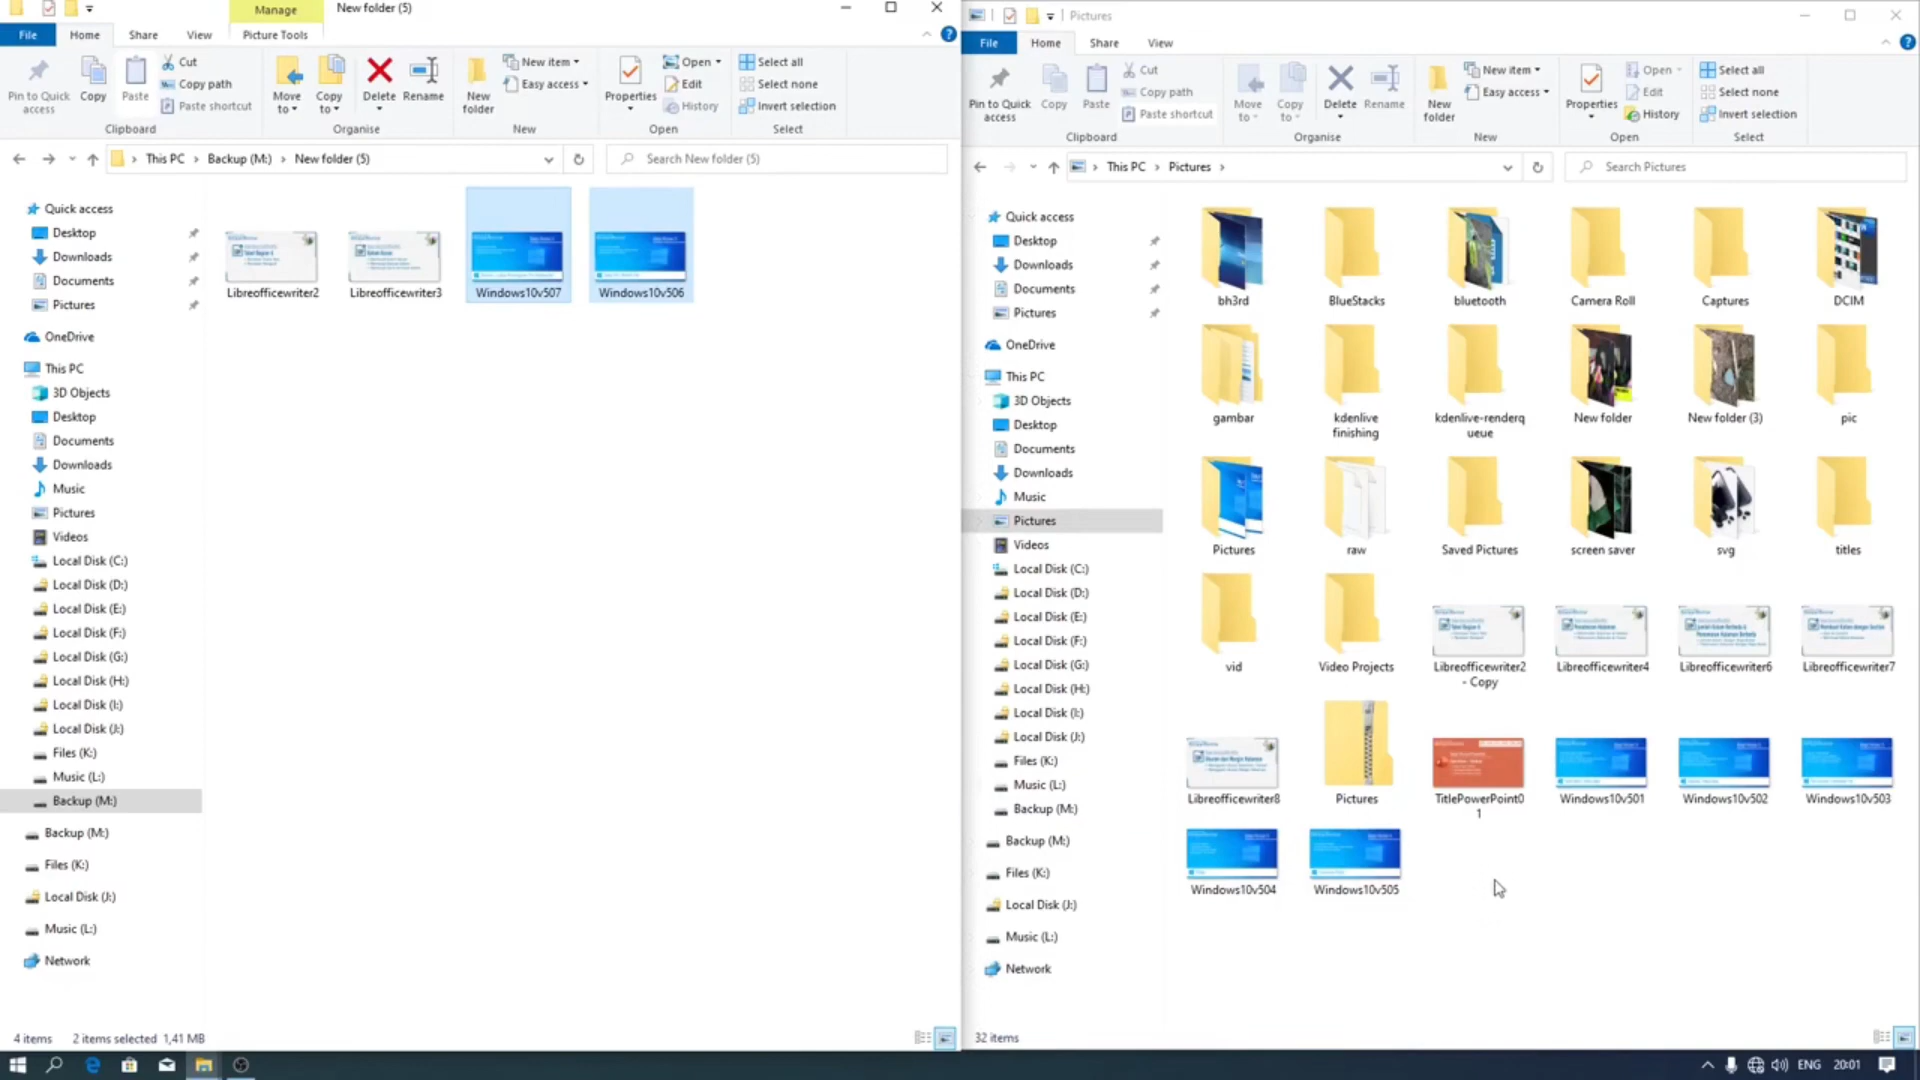 Manage
New folder (5)
File
Home
Share
View
Picture Tools
Pin to Quick
access
Copy
Paste
Cut
Copy path
Paste shortcut
Move
to
Copy
to
Delete
Rename
New
folder
New item
Easy access
Properties
Open
Edit
History
Select all
Select none
Invert selection
Clipboard
Organise
New
Open
Select
This PC
Backup (M:)
New folder (5)
Search New folder (5)
Quick access
Desktop
Downloads
Documents
Pictures
OneDrive
This PC
3D Objects
Desktop
Documents
Downloads
Music
Pictures
Videos
Local Disk (C:)
Local Disk (D:)
Local Disk (E:)
Local Disk (F:)
Local Disk (G:)
Local Disk (H:)
Local Disk (I:)
Local Disk (J:)
Files (K:)
Music (L:)
Backup (M:)
Backup (M:)
Files (K:)
Local Disk (J:)
Music (L:)
Network
Libreofficewriter2
Libreofficewriter3
Windows10v507
Windows10v506
4 items
2 items selected 1,41 MB
Pictures
File
Home
Share
View
Pin to Quick
access
Copy
Paste
Cut
Copy path
Paste shortcut
Move
to
Copy
to
Delete
Rename
New
folder
New item
Easy access
Properties
Open
Edit
History
Select all
Select none
Invert selection
Clipboard
Organise
New
Open
Select
This PC
Pictures
Search Pictures
Quick access
Desktop
Downloads
Documents
Pictures
OneDrive
This PC
3D Objects
Desktop
Documents
Downloads
Music
Pictures
Videos
Local Disk (C:)
Local Disk (D:)
Local Disk (E:)
Local Disk (F:)
Local Disk (G:)
Local Disk (H:)
Local Disk (I:)
Local Disk (J:)
Files (K:)
Music (L:)
Backup (M:)
Backup (M:)
Files (K:)
Local Disk (J:)
Music (L:)
Network
bh3rd
BlueStacks
bluetooth
Camera Roll
Captures
DCIM
gambar
kdenlive
finishing
kdenlive-renderq
ueue
New folder
New folder (3)
pic
Pictures
raw
Saved Pictures
screen saver
svg
titles
vid
Video Projects
Libreofficewriter2
- Copy
Libreofficewriter4
Libreofficewriter6
Libreofficewriter7
Libreofficewriter8
Pictures
TitlePowerPoint0
1
Windows10v501
Windows10v502
Windows10v503
Windows10v504
Windows10v505
32 items
ENG
20:01